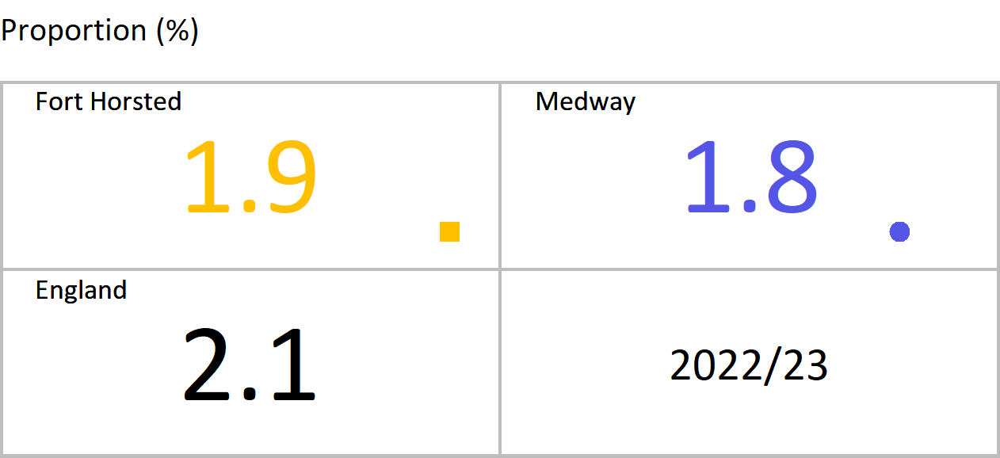 Proportion (%)
Fort Horsted
1.9
Medway
1.8
England
2.1
2022/23